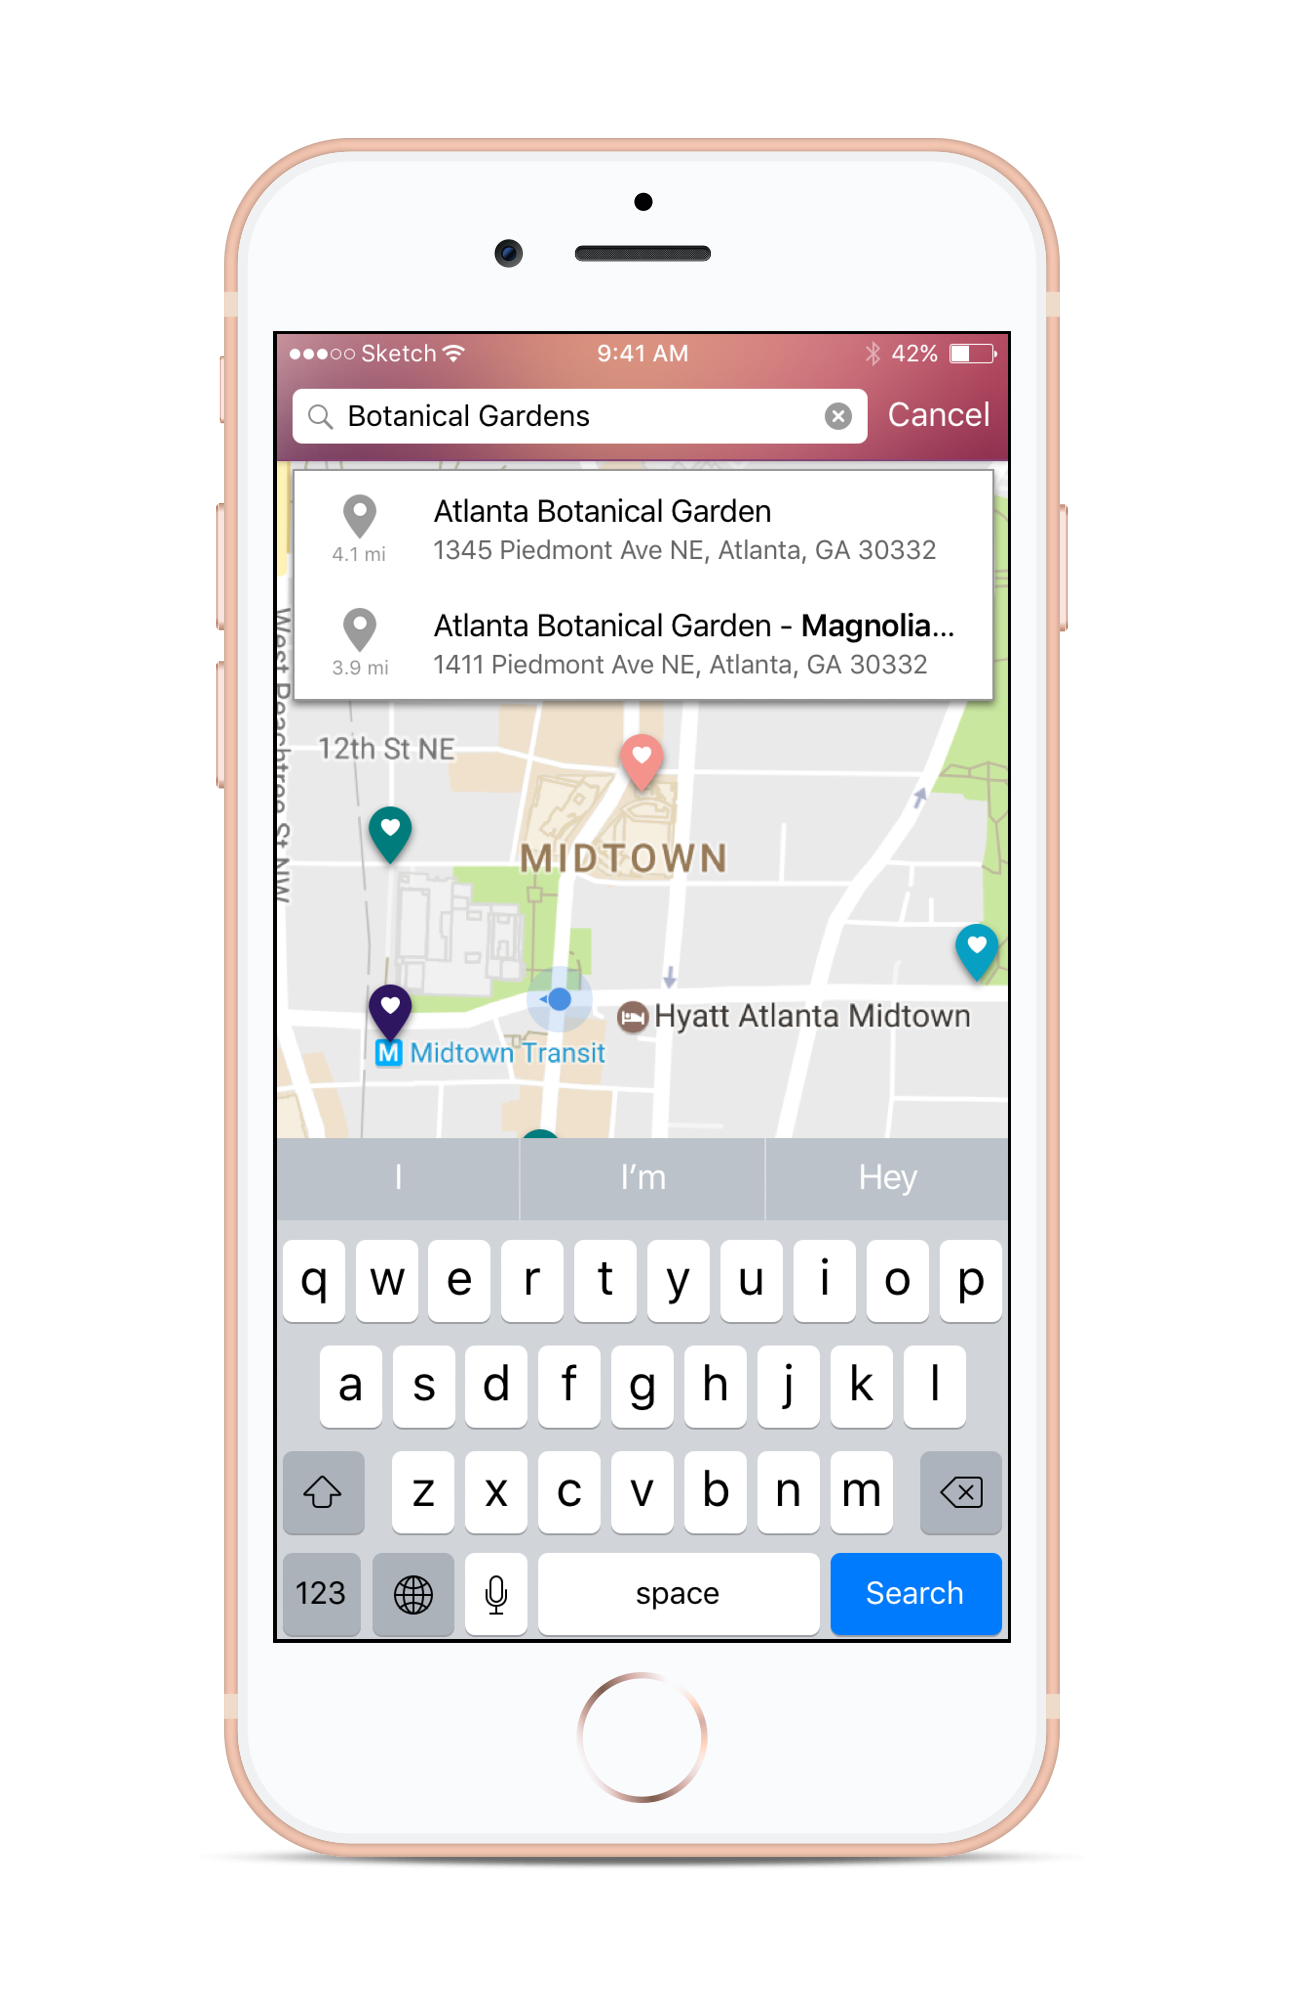 Sketch 9:41 AM 42%
Botanical Gardens Cancel
Atlanta Botanical Garden
4.1 mi 1345 Piedmont Ave NE, Atlanta, GA 30332
Atlanta Botanical Garden - Magnolia...
3.9 mi 1411 Piedmont Ave NE, Atlanta, GA 30332
West Peachtree St NW
12th St NE
MIDTOWN
Hyatt Atlanta Midtown
M Midtown Transit
I I’m Hey
q w e r t y u i o p
a s d f g h j k l
z x c v b n m
123 space Search